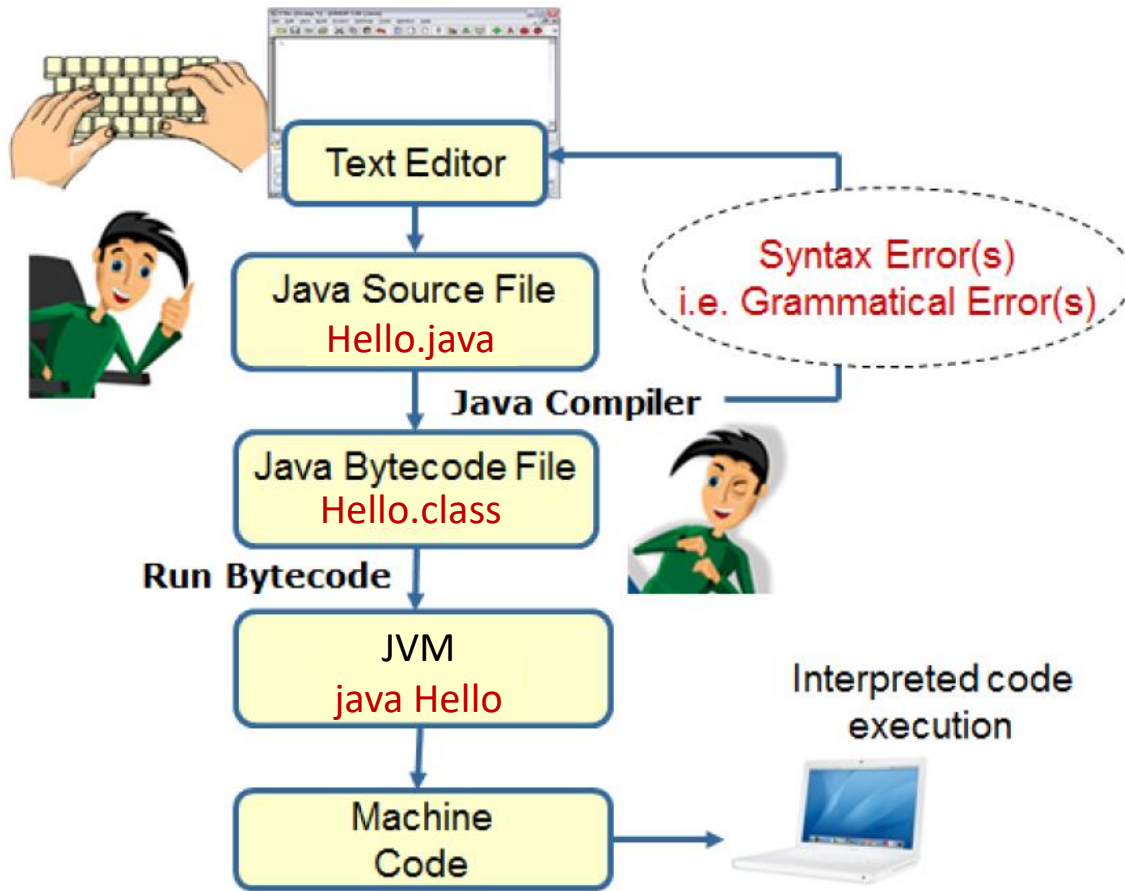 Text Editor
Syntax Error(s)
i.e. Grammatical Error(s)
Java Source File
Hello.java
Java Compiler
Java Bytecode File
Hello.class
Run Bytecode
JVM
java Hello
Interpreted code
execution
Machine
Code